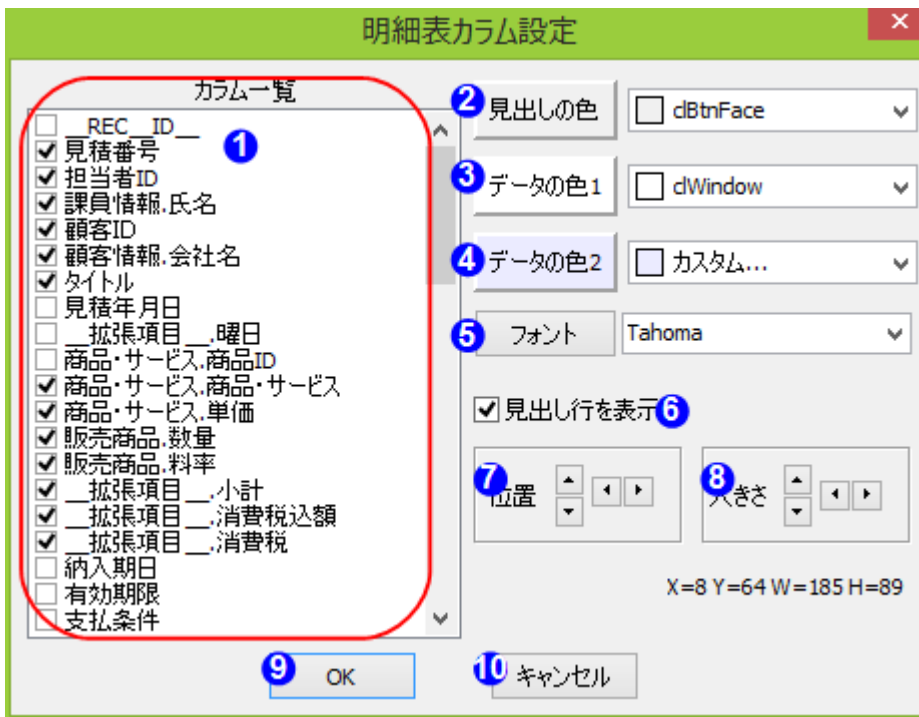 明細表カラム設定
カラム一覧
__REC__ID__
見積番号
担当者ID
課員情報.氏名
顧客ID
顧客情報.会社名
タイトル
見積年月日
__拡張項目__.曜日
商品・サービス.商品ID
商品・サービス.商品・サービス
商品・サービス.単価
販売商品.数量
販売商品.料率
__拡張項目__.小計
__拡張項目__.消費税込額
__拡張項目__.消費税
納入期日
有効期限
支払条件
1
2 見出しの色 clBtnFace
3 データの色1 clWindow
4 データの色2 カスタム...
5 フォント Tahoma
見出し行を表示 6
7 位置
8 大きさ
X=8 Y=64 W=185 H=89
9 OK
10 キャンセル